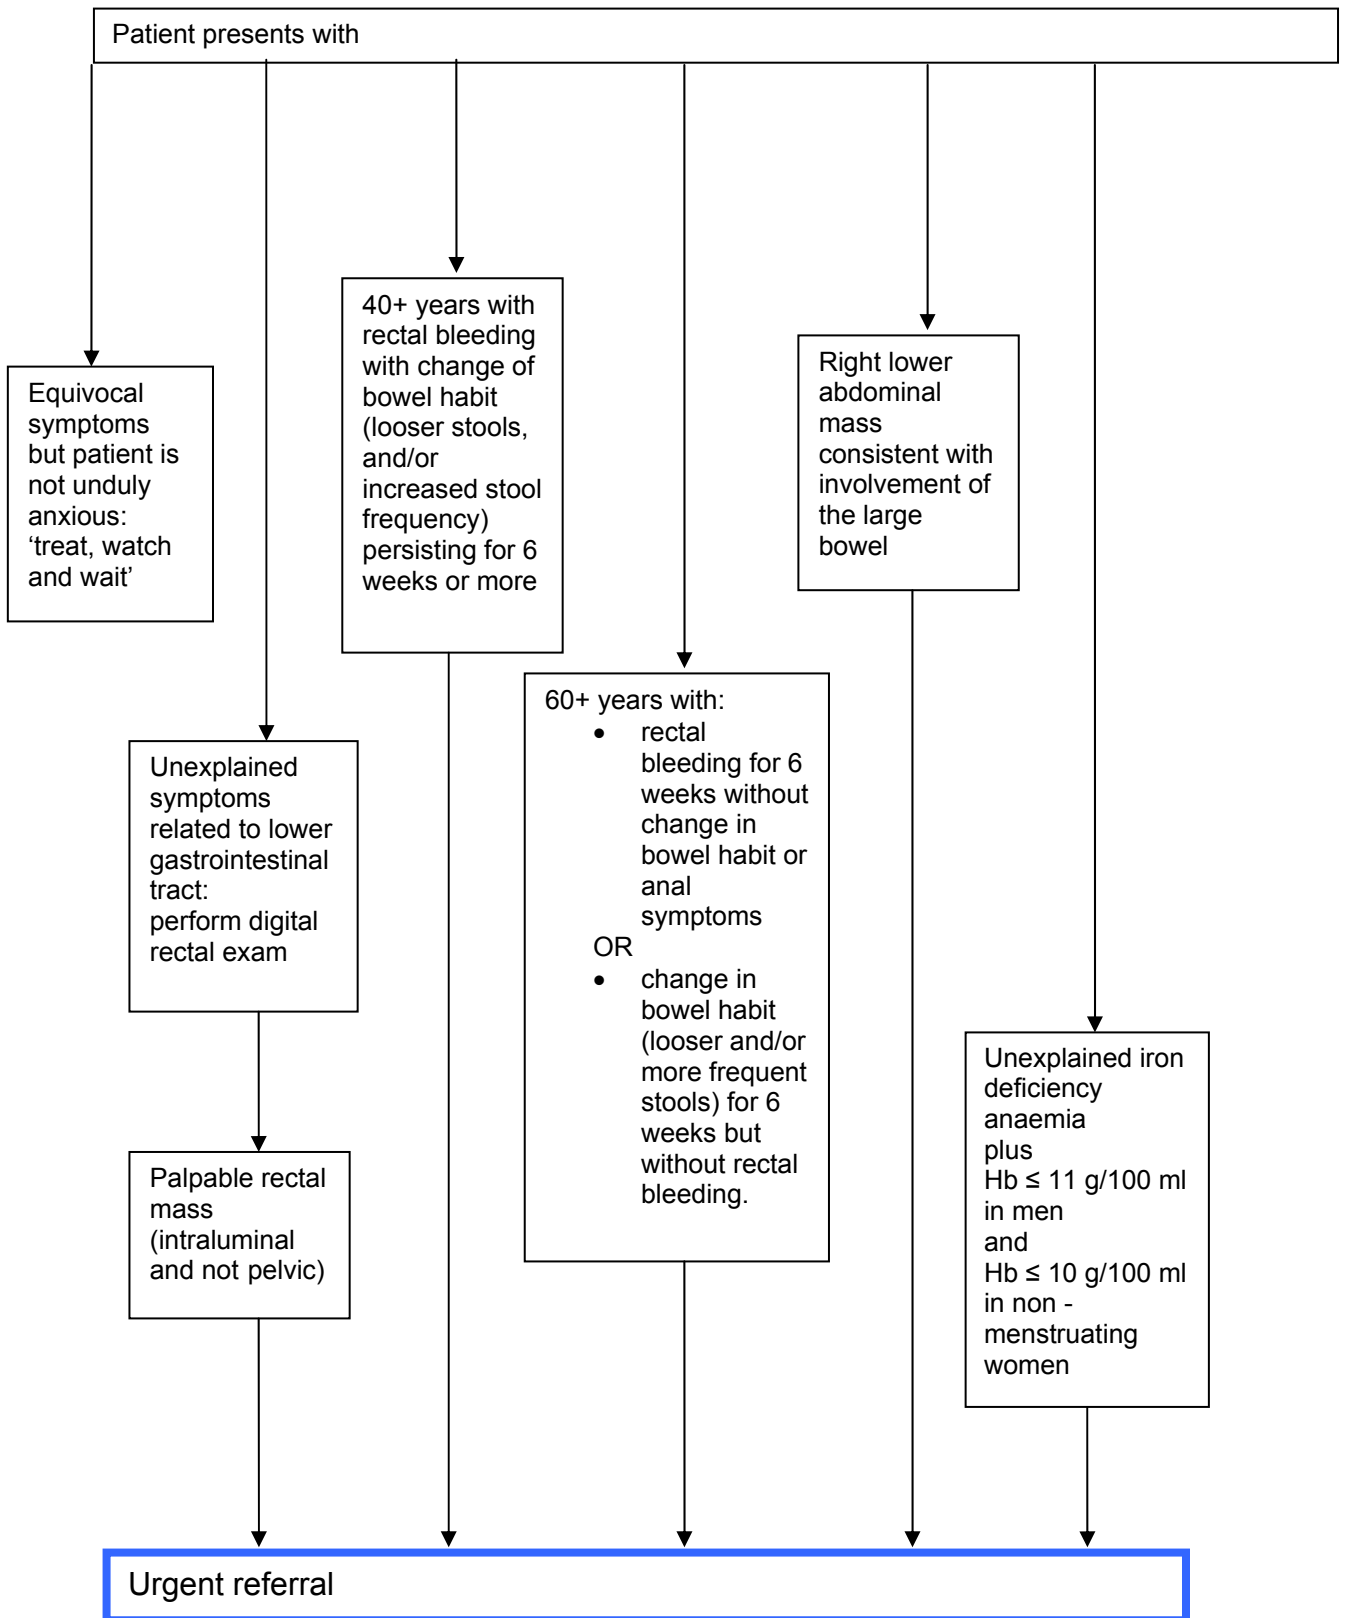 Patient presents with
Equivocal
symptoms
but patient is
not unduly
anxious:
‘treat, watch
and wait’
40+ years with
rectal bleeding
with change of
bowel habit
(looser stools,
and/or
increased stool
frequency)
persisting for 6
weeks or more
Right lower
abdominal
mass
consistent with
involvement of
the large
bowel
Unexplained
symptoms
related to lower
gastrointestinal
tract:
perform digital
rectal exam
60+ years with:
• rectal
bleeding for 6
weeks without
change in
bowel habit or
anal
symptoms
OR
• change in
bowel habit
(looser and/or
more frequent
stools) for 6
weeks but
without rectal
bleeding.
Unexplained iron
deficiency
anaemia
plus
Hb ≤ 11 g/100 ml
in men
and
Hb ≤ 10 g/100 ml
in non -
menstruating
women
Palpable rectal
mass
(intraluminal
and not pelvic)
Urgent referral